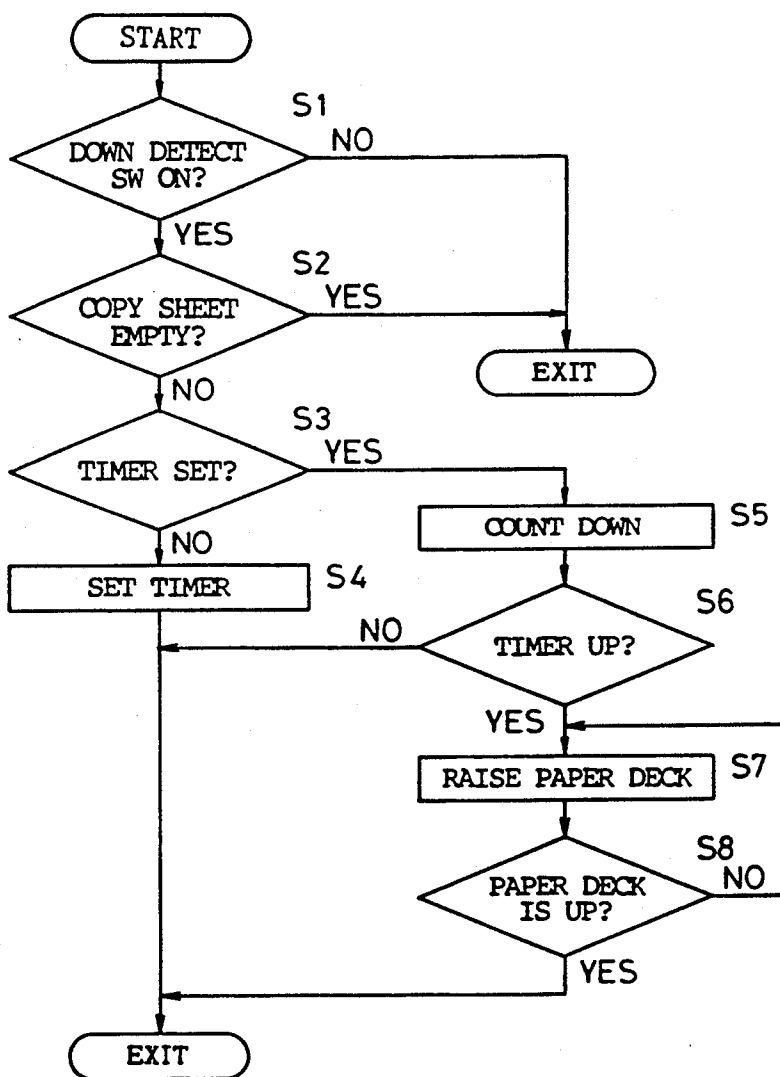 START
S1
DOWN DETECT
SW ON?
NO
YES
S2
COPY SHEET
EMPTY?
YES
NO
EXIT
S3
TIMER SET?
YES
NO
COUNT DOWN
S5
SET TIMER
S4
S6
TIMER UP?
NO
YES
RAISE PAPER DECK
S7
S8
PAPER DECK
IS UP?
NO
YES
EXIT